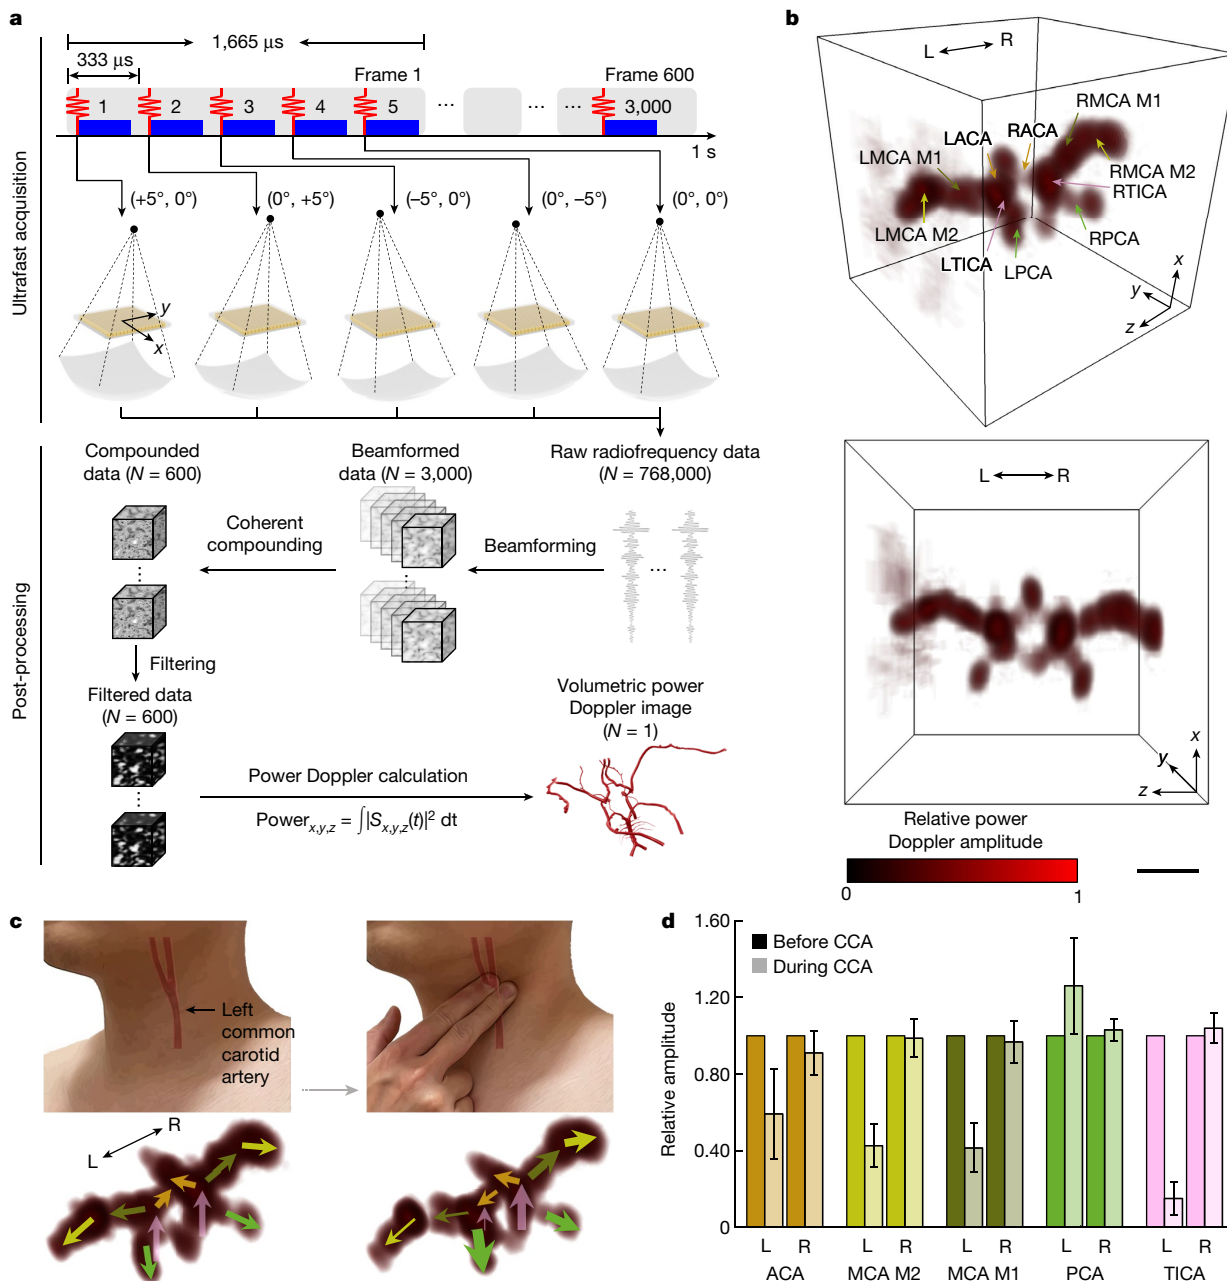 a
1,665 µs
333 µs
Frame 1
Frame 600
1
2
3
4
5
...
...
...
3,000
1 s
Ultrafast acquisition
(+5°, 0°)
(0°, +5°)
(–5°, 0°)
(0°, –5°)
(0°, 0°)
y
x
Post-processing
Compounded
data (N = 600)
Beamformed
data (N = 3,000)
Raw radiofrequency data
(N = 768,000)
Coherent
compounding
Beamforming
...
Filtering
Filtered data
(N = 600)
Volumetric power
Doppler image
(N = 1)
Power Doppler calculation
Powerx,y,z = ∫|Sx,y,z(t)|² dt
b
L
R
RMCA M1
LACA
RACA
LMCA M1
RMCA M2
RTICA
LMCA M2
RPCA
LTICA
LPCA
x
y
z
L
R
x
y
z
Relative power
Doppler amplitude
0
1
c
Left
common
carotid
artery
R
L
d
1.60
1.20
0.80
0.40
0
Relative amplitude
Before CCA
During CCA
L
R
L
R
L
R
L
R
L
R
ACA
MCA M2
MCA M1
PCA
TICA